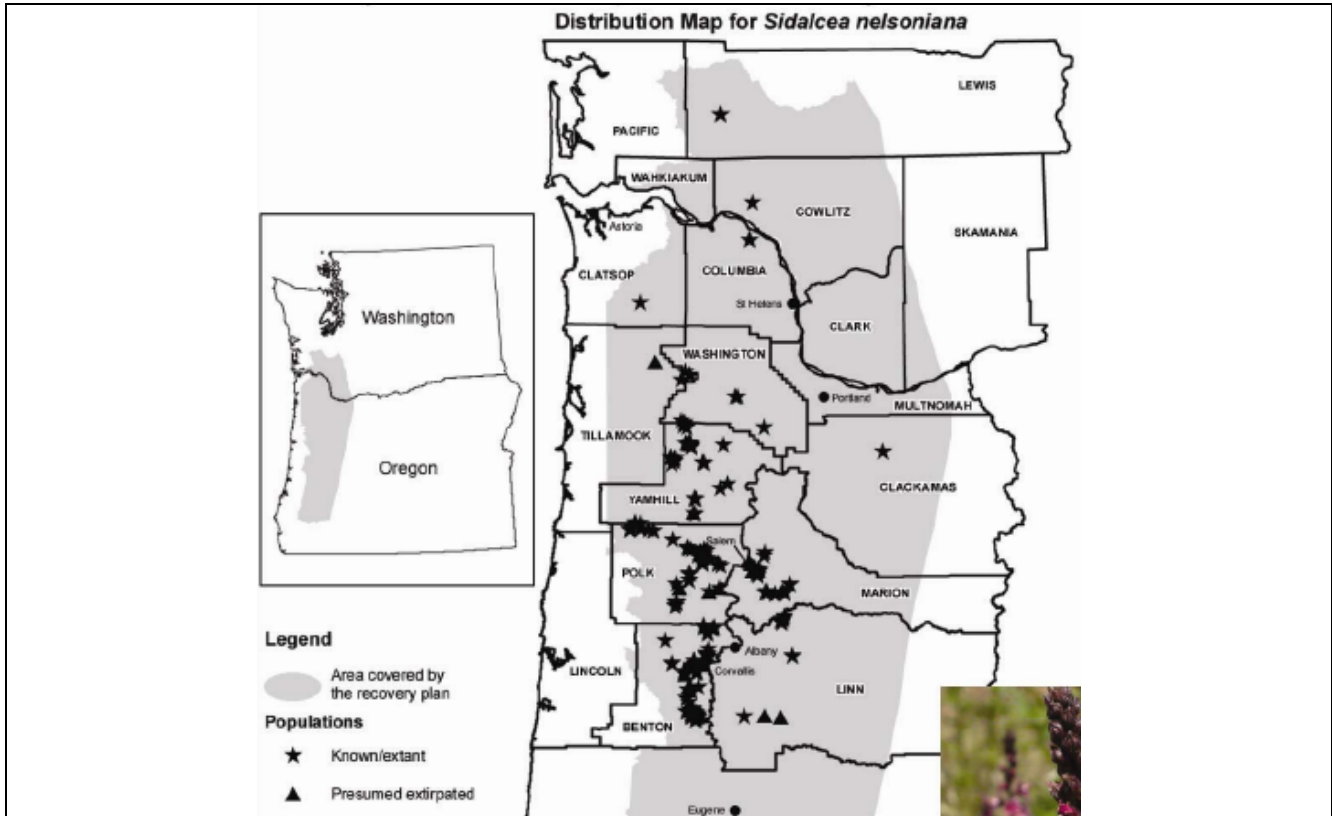 Distribution Map for Sidalcea nelsoniana
LEWIS
PACIFIC
WAHKIAKUM
COWLITZ
SKAMANIA
Astoria
CLATSOP
COLUMBIA
St Helens
CLARK
WASHINGTON
Portland
MULTNOMAH
TILLAMOOK
CLACKAMAS
YAMHILL
Salem
POLK
MARION
Albany
LINCOLN
Corvallis
LINN
BENTON
Eugene
Washington
Oregon
Legend
Area covered by
the recovery plan
Populations
Known/extant
Presumed extirpated